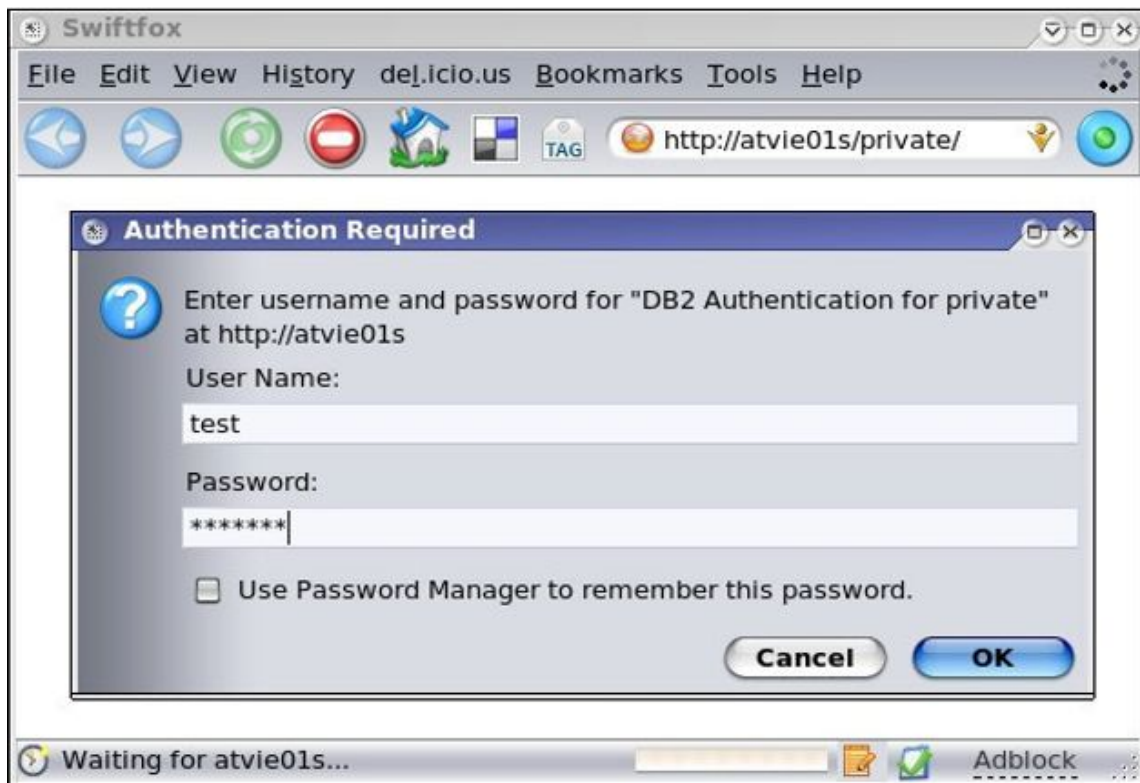 Swiftfox
File Edit View History del.icio.us Bookmarks Tools Help
TAG http://atvie01s/private/
Authentication Required
Enter username and password for "DB2 Authentication for private"
at http://atvie01s
User Name:
test
Password:
*******
Use Password Manager to remember this password.
Cancel OK
Waiting for atvie01s... Adblock